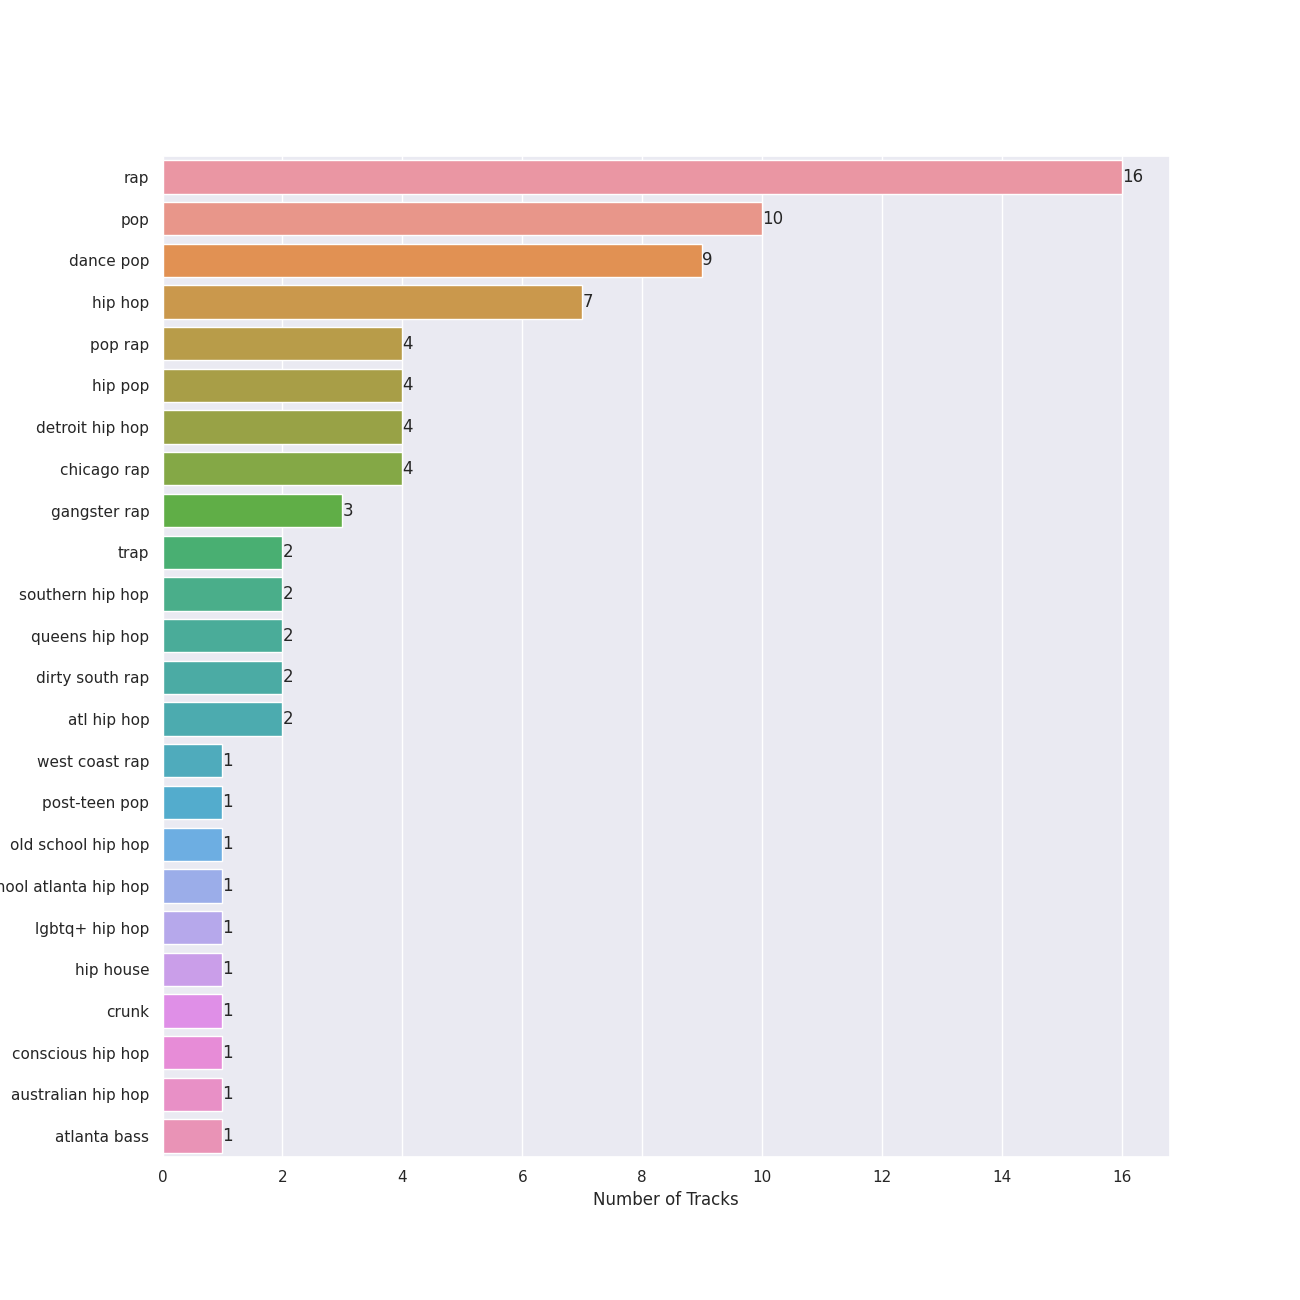 rap 16
pop 10
dance pop 9
hip hop 7
pop rap 4
hip pop 4
detroit hip hop 4
chicago rap 4
gangster rap 3
trap 2
southern hip hop 2
queens hip hop 2
dirty south rap 2
atl hip hop 2
west coast rap 1
post-teen pop 1
old school hip hop 1
atlanta hip hop 1
lgbtq+ hip hop 1
hip house 1
crunk 1
conscious hip hop 1
australian hip hop 1
atlanta bass 1
0 2 4 6 8 10 12 14 16
Number of Tracks